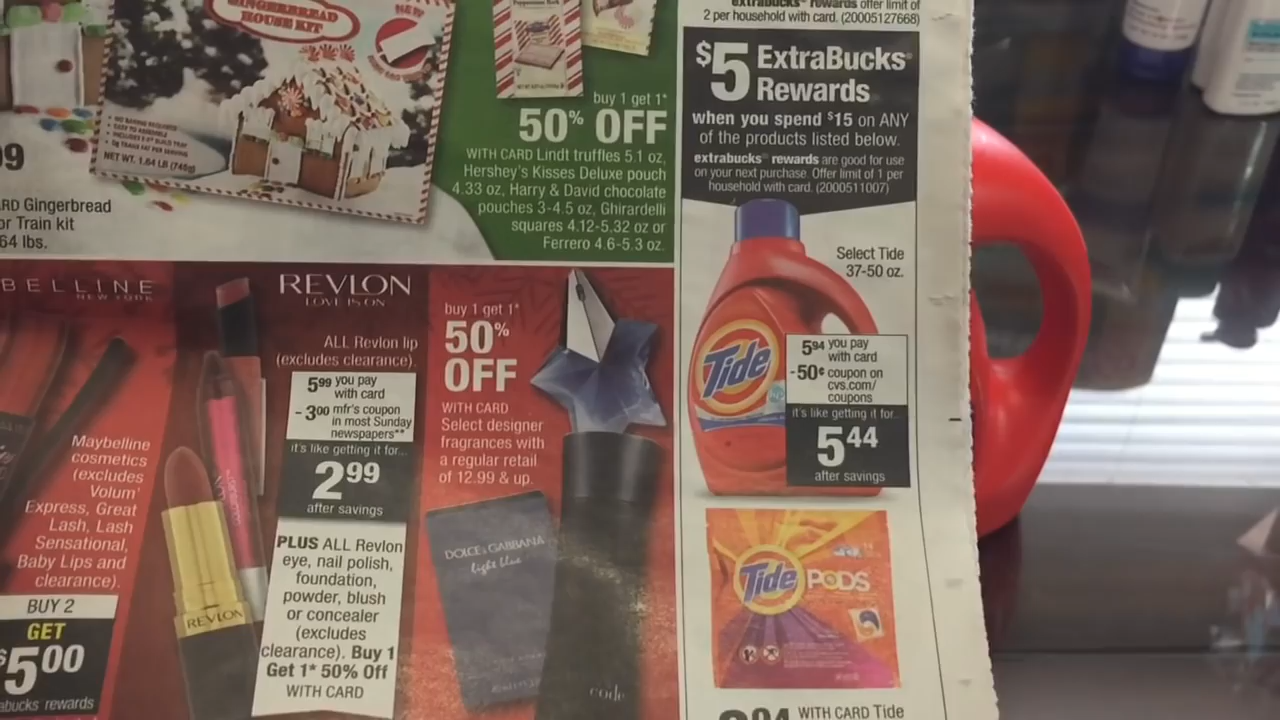 GINGERBREAD
HOUSE KIT
NEW
• NO BAKING REQUIRED
• EASY TO ASSEMBLE
NET WT. 1.64 LB (745g)
99
ARD Gingerbread
or Train kit
64 lbs.
buy 1 get 1*
50% OFF
WITH CARD Lindt truffles 5.1 oz,
Hershey's Kisses Deluxe pouch
4.33 oz, Harry & David chocolate
pouches 3-4.5 oz, Ghirardelli
squares 4.12-5.32 oz or
Ferrero 4.6-5.3 oz.
extrabucks® rewards offer limit of
2 per household with card. (20005127668)
$5 ExtraBucks®
Rewards
when you spend $15 on ANY
of the products listed below.
extrabucks® rewards are good for use
on your next purchase. Offer limit of 1 per
household with card. (2000511007)
Select Tide
37-50 oz.
Tide
5.94 you pay
with card
-50¢ coupon on
cvs.com/
coupons
it's like getting it for...
5.44
after savings
Tide PODS
WITH CARD Tide
BELLINE
NEW YORK
Maybelline
cosmetics
(excludes
Volum'
Express, Great
Lash, Lash
Sensational,
Baby Lips and
clearance).
BUY 2
GET
$5.00
abucks rewards
REVLON
LOVE IS ON
ALL Revlon lip
(excludes clearance).
5.99 you pay
with card
- 3.00 mfr's coupon
in most Sunday
newspapers**
it's like getting it for...
2.99
after savings
PLUS ALL Revlon
eye, nail polish,
foundation,
powder, blush
or concealer
(excludes
clearance). Buy 1
Get 1* 50% Off
WITH CARD
REVLON
buy 1 get 1*
50%
OFF
WITH CARD
Select designer
fragrances with
a regular retail
of 12.99 & up.
DOLCE & GABBANA
light blue
code